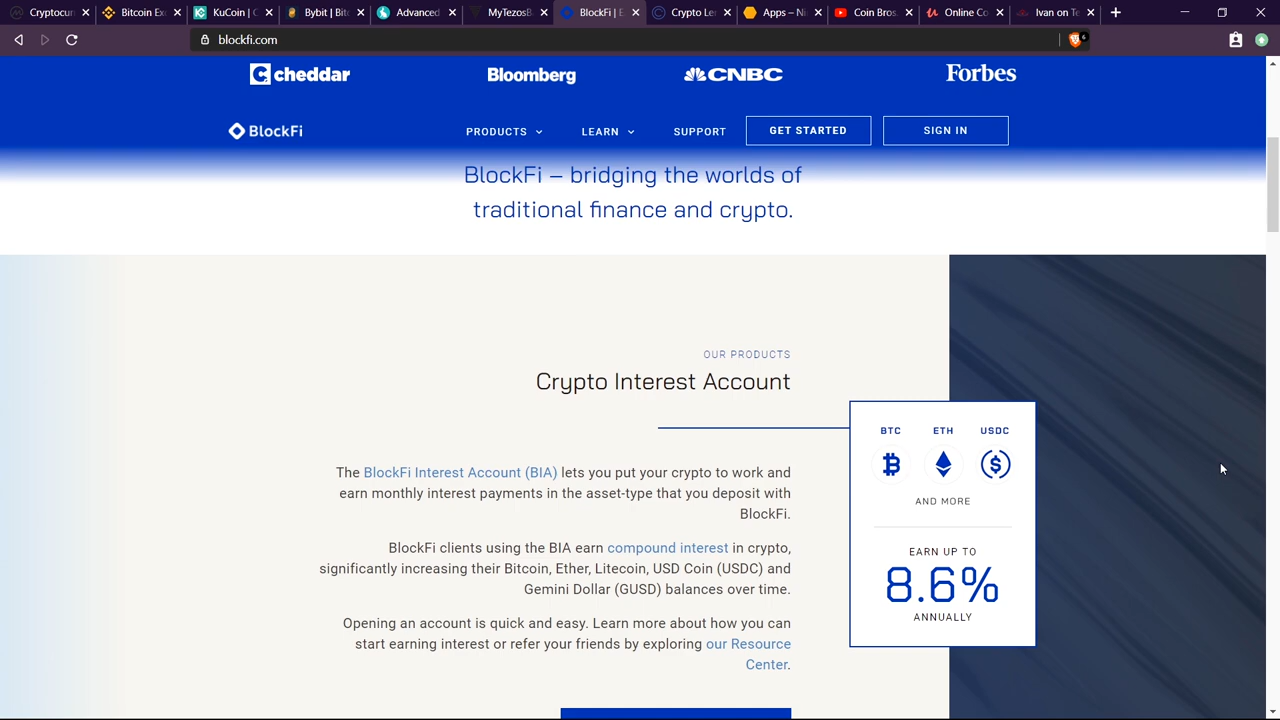 Cryptocurr
Bitcoin Exc
KuCoin | C
Bybit | Bitc
Advanced
MyTezosB
BlockFi | E
Crypto Len
Apps – Nic
Coin Bros.
Online Co
Ivan on Te
blockfi.com
6
cheddar
Bloomberg
CNBC
Forbes
BlockFi
PRODUCTS
LEARN
SUPPORT
GET STARTED
SIGN IN
BlockFi – bridging the worlds of
traditional finance and crypto.
OUR PRODUCTS
Crypto Interest Account
The BlockFi Interest Account (BIA) lets you put your crypto to work and
earn monthly interest payments in the asset-type that you deposit with
BlockFi.
BlockFi clients using the BIA earn compound interest in crypto,
significantly increasing their Bitcoin, Ether, Litecoin, USD Coin (USDC) and
Gemini Dollar (GUSD) balances over time.
Opening an account is quick and easy. Learn more about how you can
start earning interest or refer your friends by exploring our Resource
Center.
BTC ETH USDC
AND MORE
EARN UP TO
8.6%
ANNUALLY